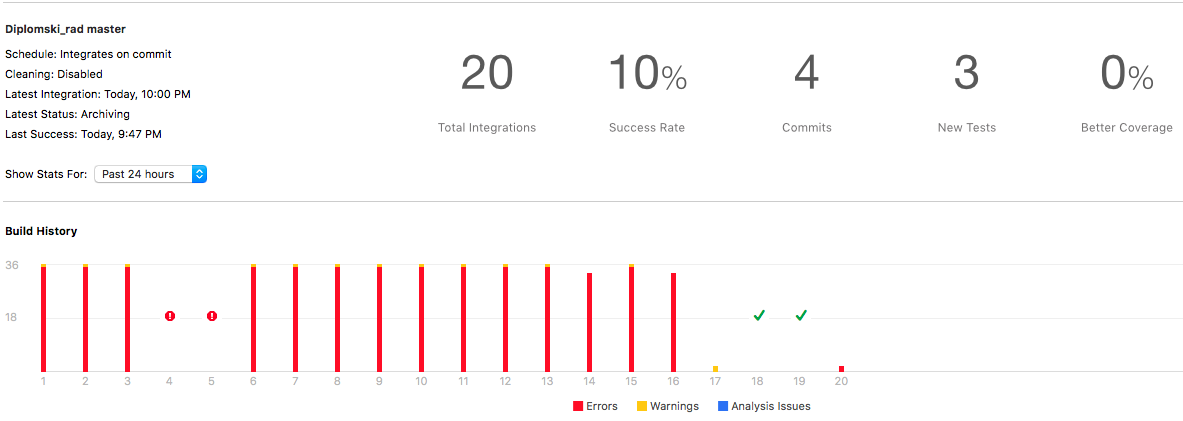 Diplomski_rad master
Schedule: Integrates on commit
Cleaning: Disabled
Latest Integration: Today, 10:00 PM
Latest Status: Archiving
Last Success: Today, 9:47 PM
Show Stats For: Past 24 hours
20 10% 4 3 0%
Total Integrations Success Rate Commits New Tests Better Coverage
Build History
36
18
1 2 3 4 5 6 7 8 9 10 11 12 13 14 15 16 17 18 19 20
Errors Warnings Analysis Issues